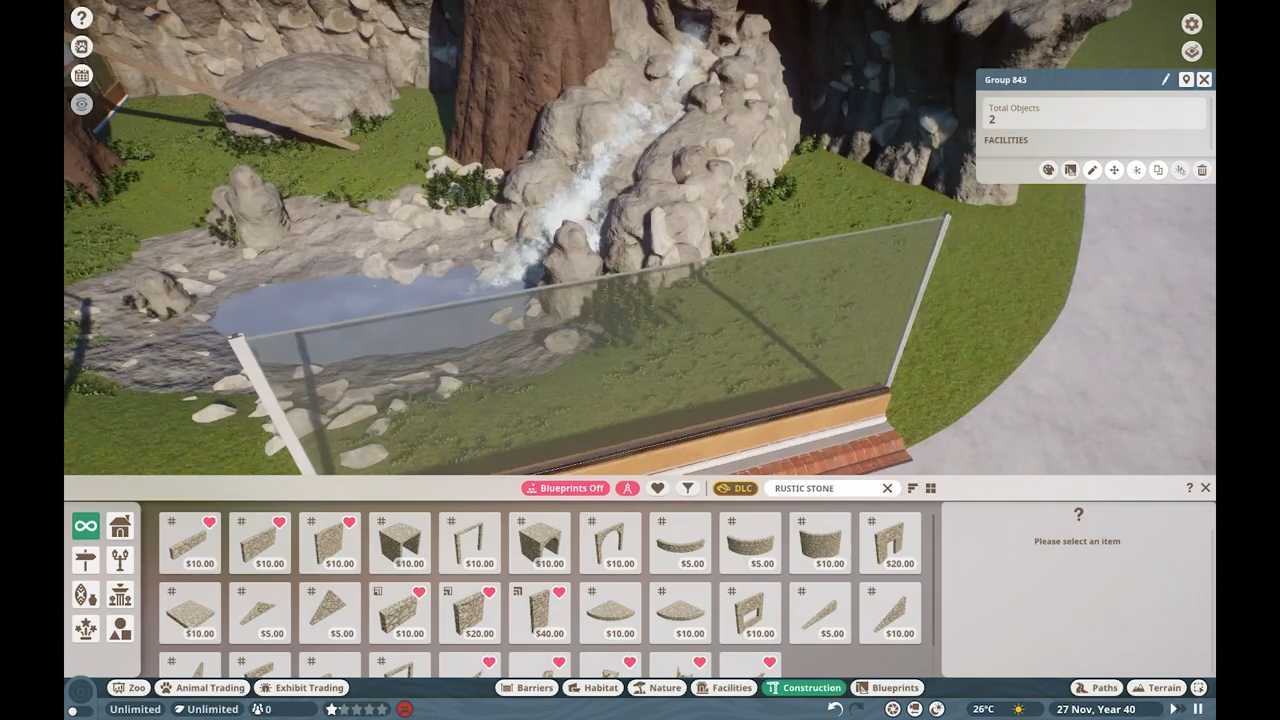 ?
Group 843
Total Objects
2
FACILITIES
Blueprints Off
DLC
RUSTIC STONE
?
$10.00 $10.00 $10.00 $10.00 $10.00 $10.00 $10.00 $5.00 $5.00 $10.00 $20.00
?
Please select an item
$10.00 $5.00 $5.00 $10.00 $20.00 $40.00 $10.00 $10.00 $10.00 $5.00 $10.00
Zoo Animal Trading Exhibit Trading Barriers Habitat Nature Facilities Construction Blueprints Paths Terrain
Unlimited Unlimited 0 26°C 27 Nov, Year 40